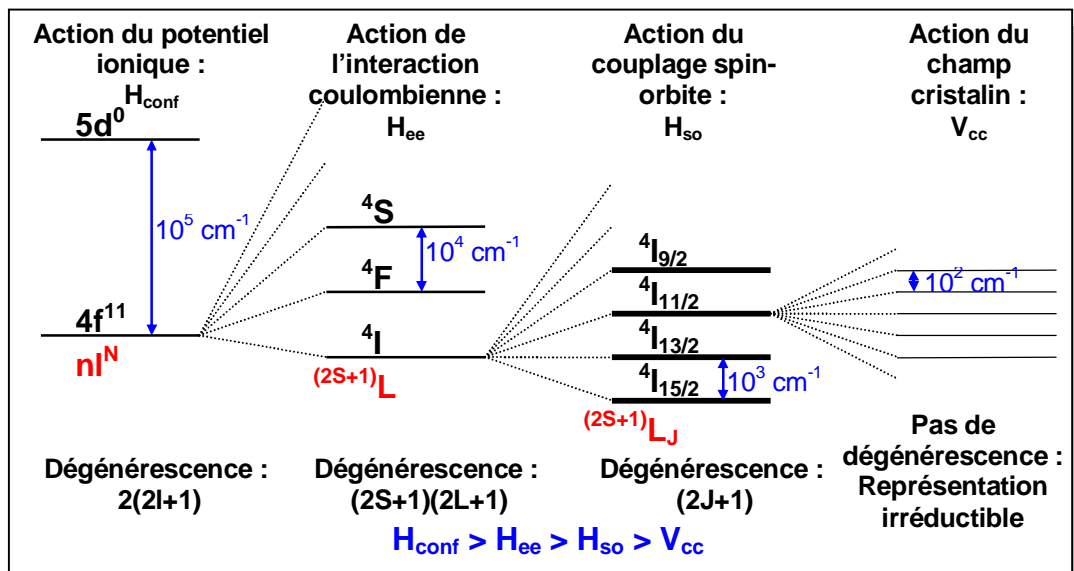 Action du potentiel
ionique :
H_conf
5d^0
10^5 cm^-1
4f^11
nl^N
Dégénérescence :
2(2l+1)
Action de
l'interaction
coulombienne :
H_ee
^4S
10^4 cm^-1
^4F
^4I
^(2S+1)L
Dégénérescence :
(2S+1)(2L+1)
Action du
couplage spin-
orbite :
H_so
^4I_9/2
^4I_11/2
^4I_13/2
10^3 cm^-1
^4I_15/2
^(2S+1)L_J
Dégénérescence :
(2J+1)
Action du
champ
cristalin :
V_cc
10^2 cm^-1
Pas de
dégénérescence :
Représentation
irréductible
H_conf > H_ee > H_so > V_cc